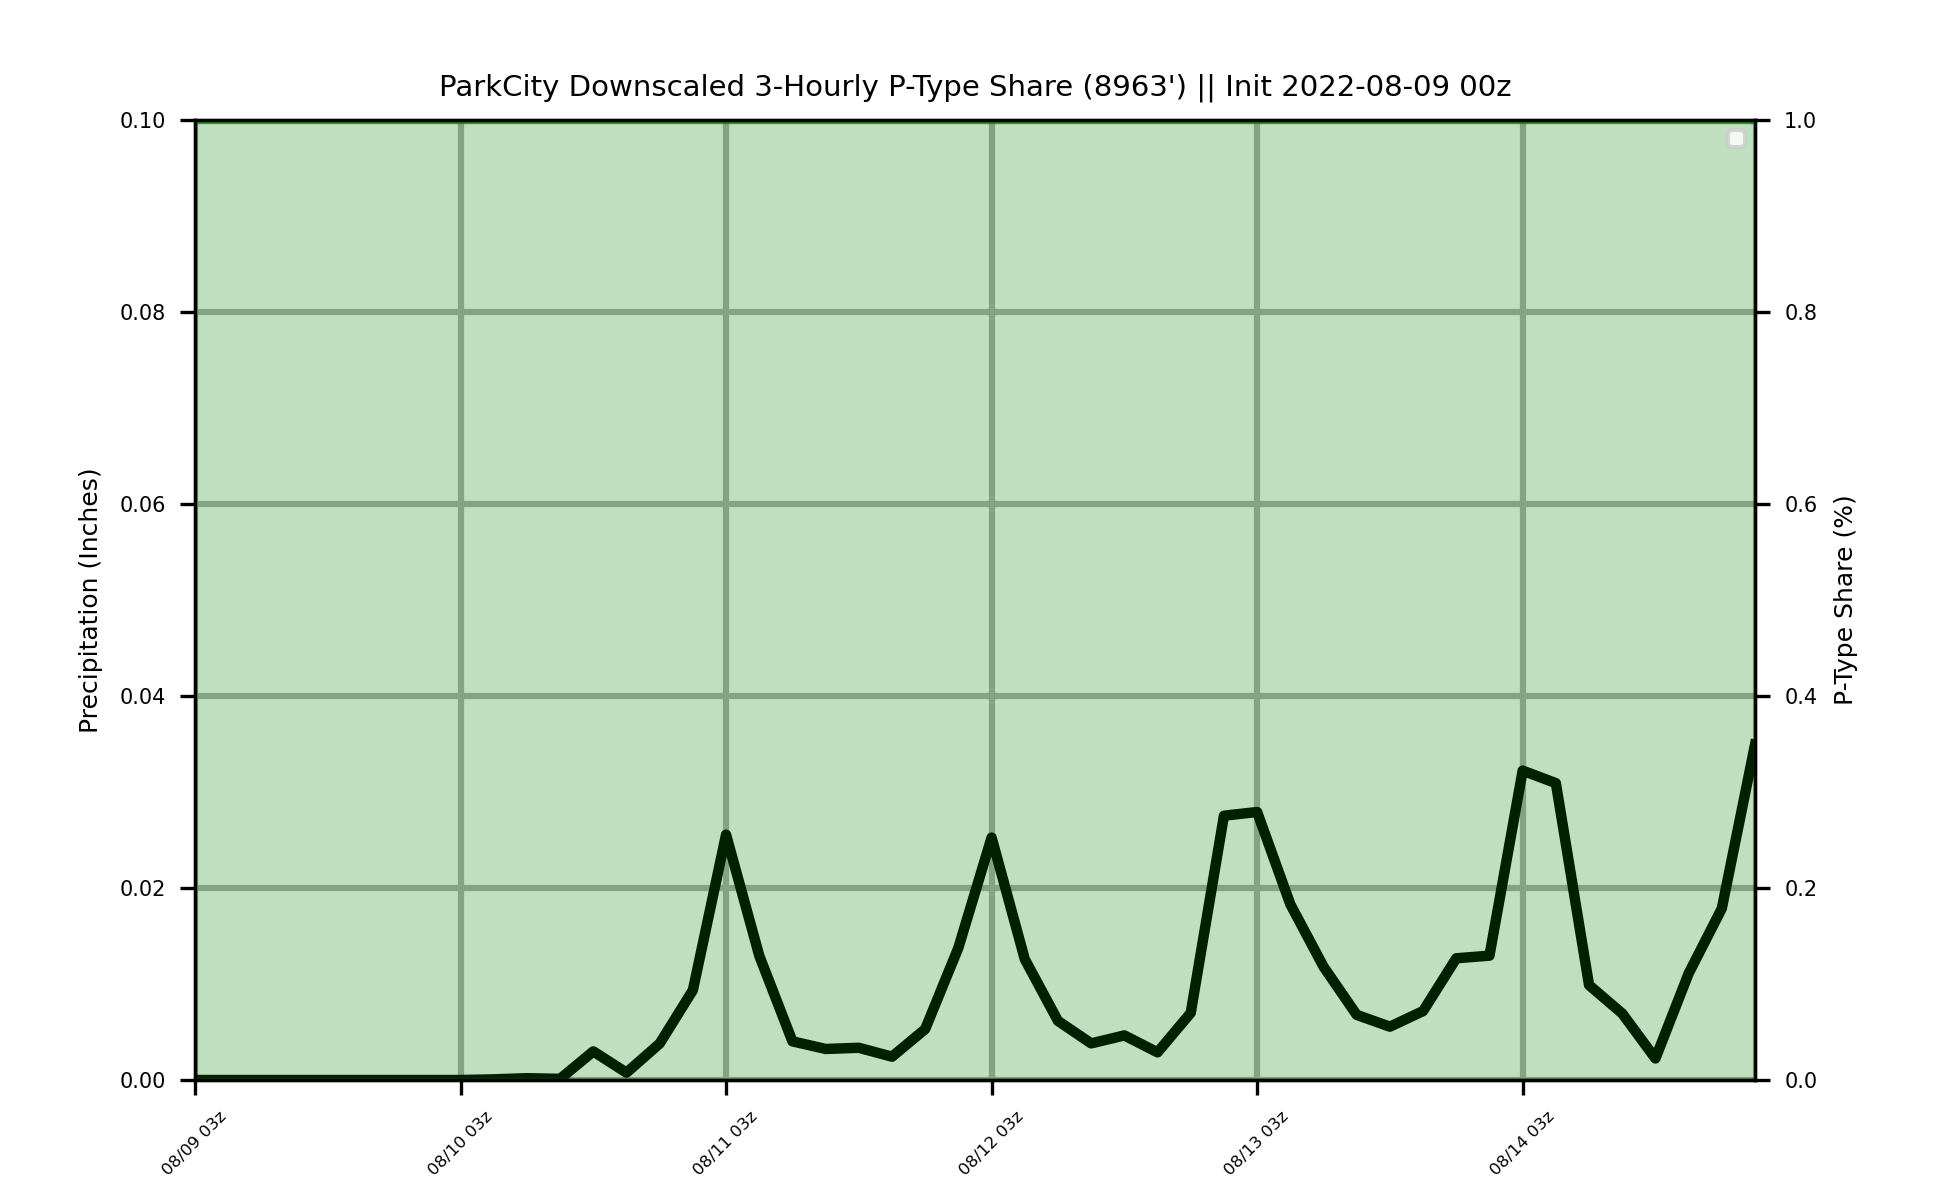 ParkCity Downscaled 3-Hourly P-Type Share (8963') || Init 2022-08-09 00z
0.10
0.08
0.06
0.04
0.02
0.00
Precipitation (Inches)
1.0
0.8
0.6
0.4
0.2
0.0
P-Type Share (%)
08/09 03z
08/10 03z
08/11 03z
08/12 03z
08/13 03z
08/14 03z